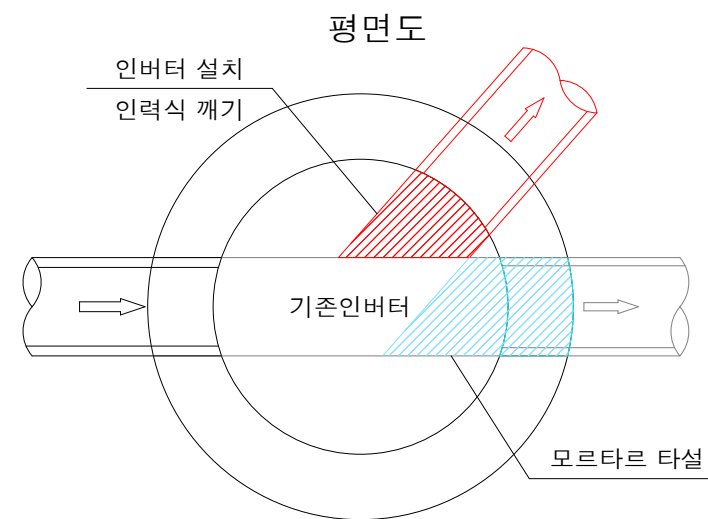 평면도
인버터 설치
인력식 깨기
기존인버터
모르타르 타설